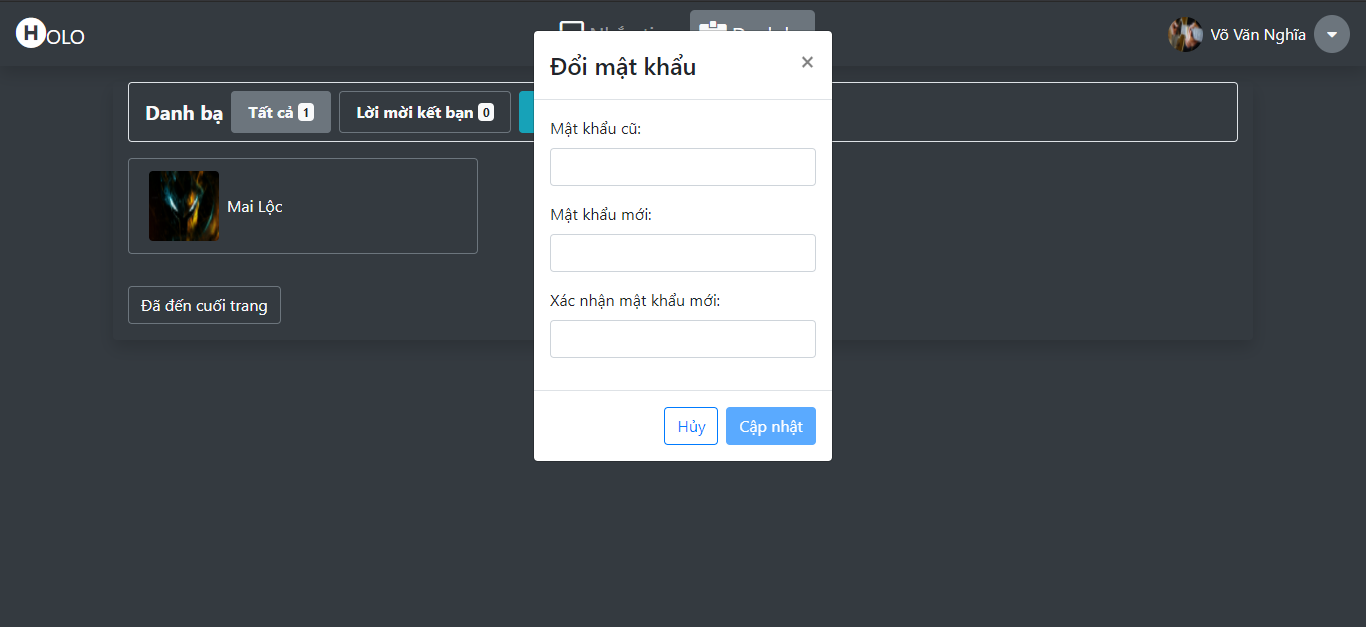 HOLO
Võ Văn Nghĩa
Đổi mật khẩu
×
Danh bạ
Tất cả 1
Lời mời kết bạn 0
Mật khẩu cũ:
Mai Lộc
Mật khẩu mới:
Đã đến cuối trang
Xác nhận mật khẩu mới:
Hủy
Cập nhật